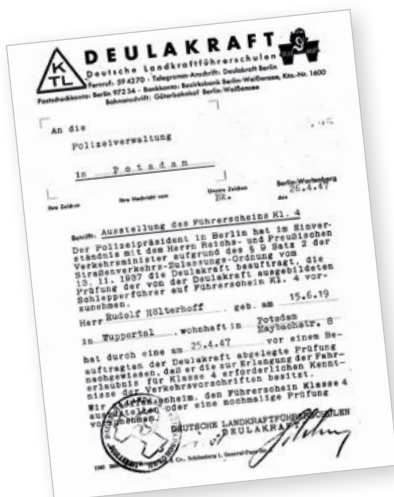 K
TL
DEULAKRAFT
Deutsche Landkraftführerschulen
Fernruf: 59 4270 · Telegramm-Anschrift: Deulakraft Berlin
Postscheckkonto: Berlin 972 34 · Bankkonto: Bezirksbank Berlin-Weißensee, Kto.-Nr. 1600
Bahnanschrift: Güterbahnhof Berlin-Weißensee
An die
Polizeiverwaltung
in Potsdam
Ihre Zeichen Ihre Nachricht vom Unsere Zeichen Berlin-Wartenberg
den 26.4.47
Betrifft: Ausstellung des Führerscheins Kl. 4
Der Polizeipräsident in Berlin hat im Einver-
ständnis mit dem Herrn Reichs- und Preußischen
Verkehrsminister aufgrund des § 9 Satz 2 der
Straßenverkehrs-Zulassungs-Ordnung vom
13. 11. 1937 die Deulakraft beauftragt, die
Prüfung der von der Deulakraft ausgebildeten
Schlepperführer auf Führerschein Kl. 4 vor-
zunehmen.
Herr Rudolf Hölterhoff geb. am 15.6.19
in Wuppertal wohnhaft in Potsdam
Maybachstr. 8
hat durch eine am 25.4.47 vor einem Be-
auftragten der Deulakraft abgelegte Prüfung
nachgewiesen, daß er die zur Erlangung der Fahr-
erlaubnis für Klasse 4 erforderlichen Kennt-
nisse der Verkehrsvorschriften besitzt.
Wir anheim, den Führerschein Klasse 4
auszustellen oder eine nochmalige Prüfung
vorzunehmen.
DEUTSCHE LANDKRAFTFÜHRERSCHULEN
DEULAKRAFT